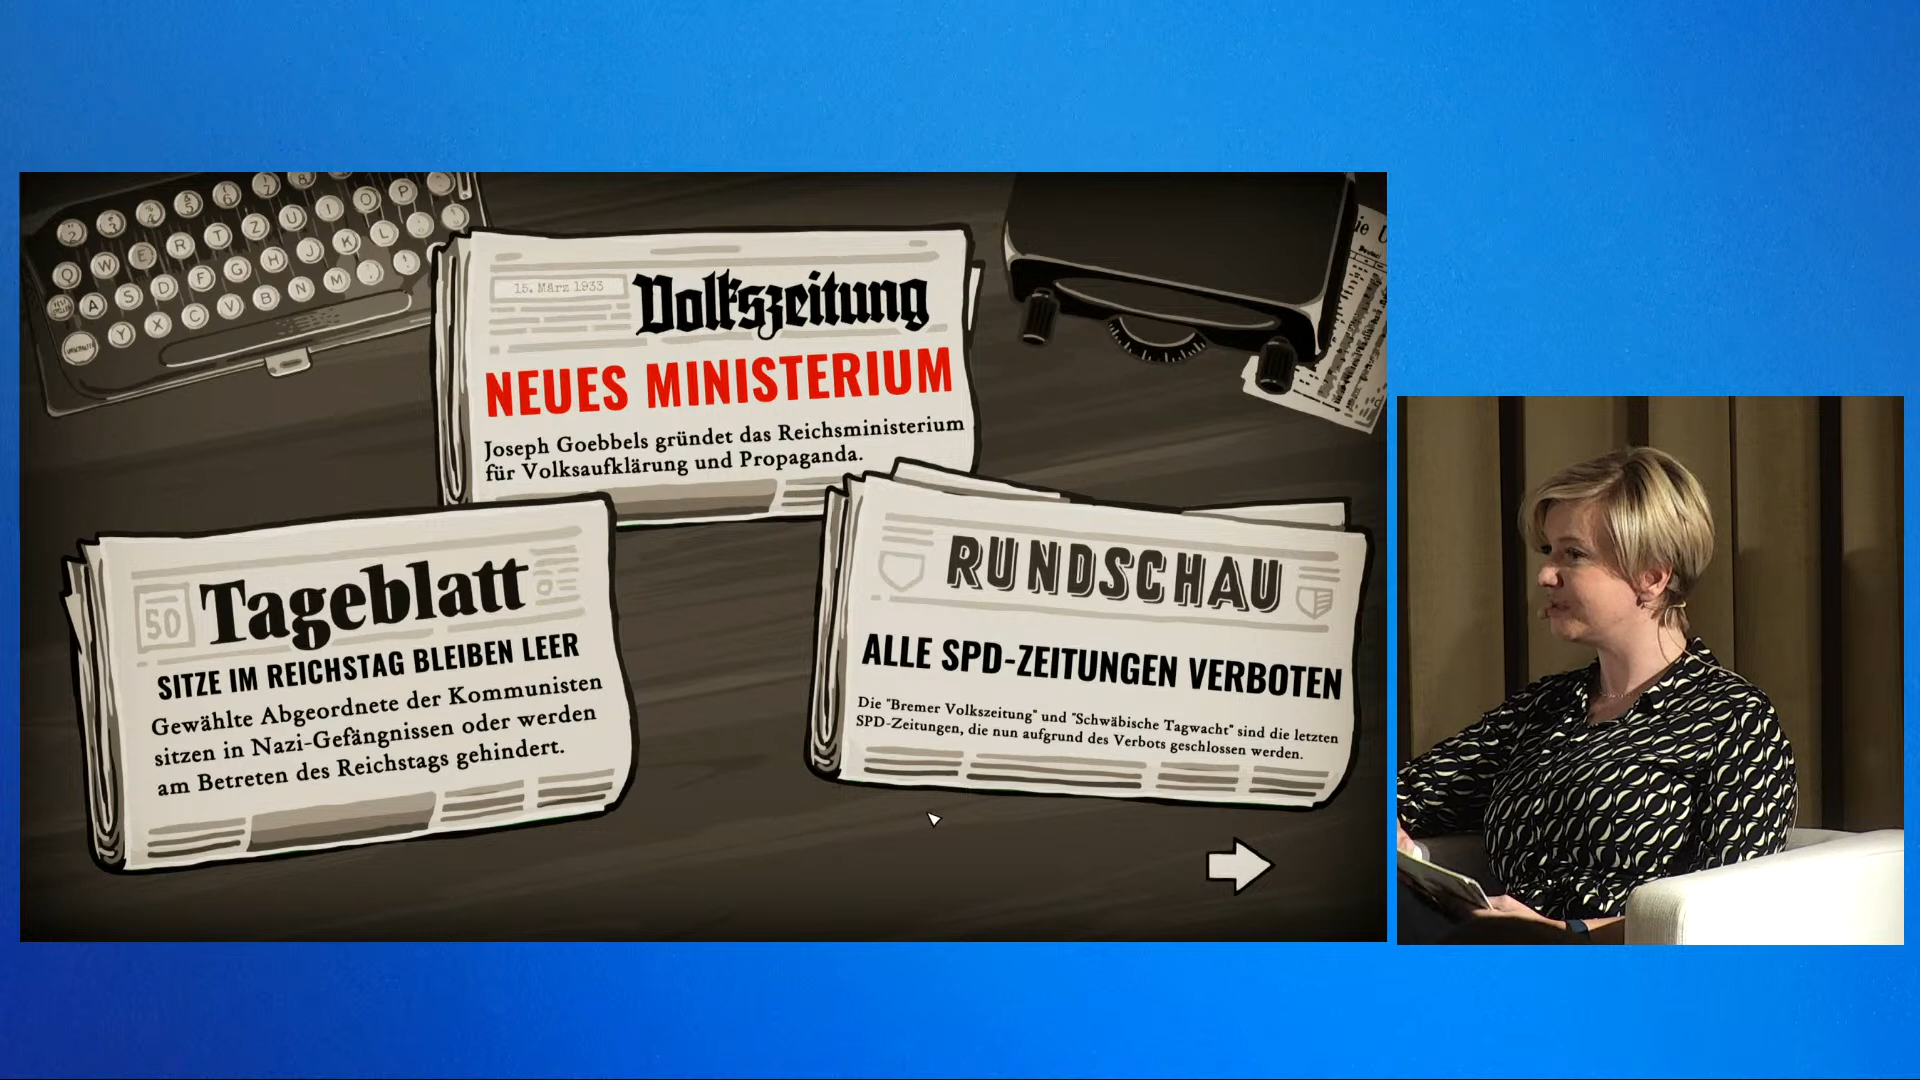 15. März 1933
Volkszeitung
NEUES MINISTERIUM
Joseph Goebbels gründet das Reichsministerium
für Volksaufklärung und Propaganda.
50
Tageblatt
SITZE IM REICHSTAG BLEIBEN LEER
Gewählte Abgeordnete der Kommunisten
sitzen in Nazi-Gefängnissen oder werden
am Betreten des Reichstags gehindert.
RUNDSCHAU
ALLE SPD-ZEITUNGEN VERBOTEN
Die "Bremer Volkszeitung" und "Schwäbische Tagwacht" sind die letzten
SPD-Zeitungen, die nun aufgrund des Verbots geschlossen werden.
Q W E R T Z U I O P
A S D F G H J K L
Y X C V B N M